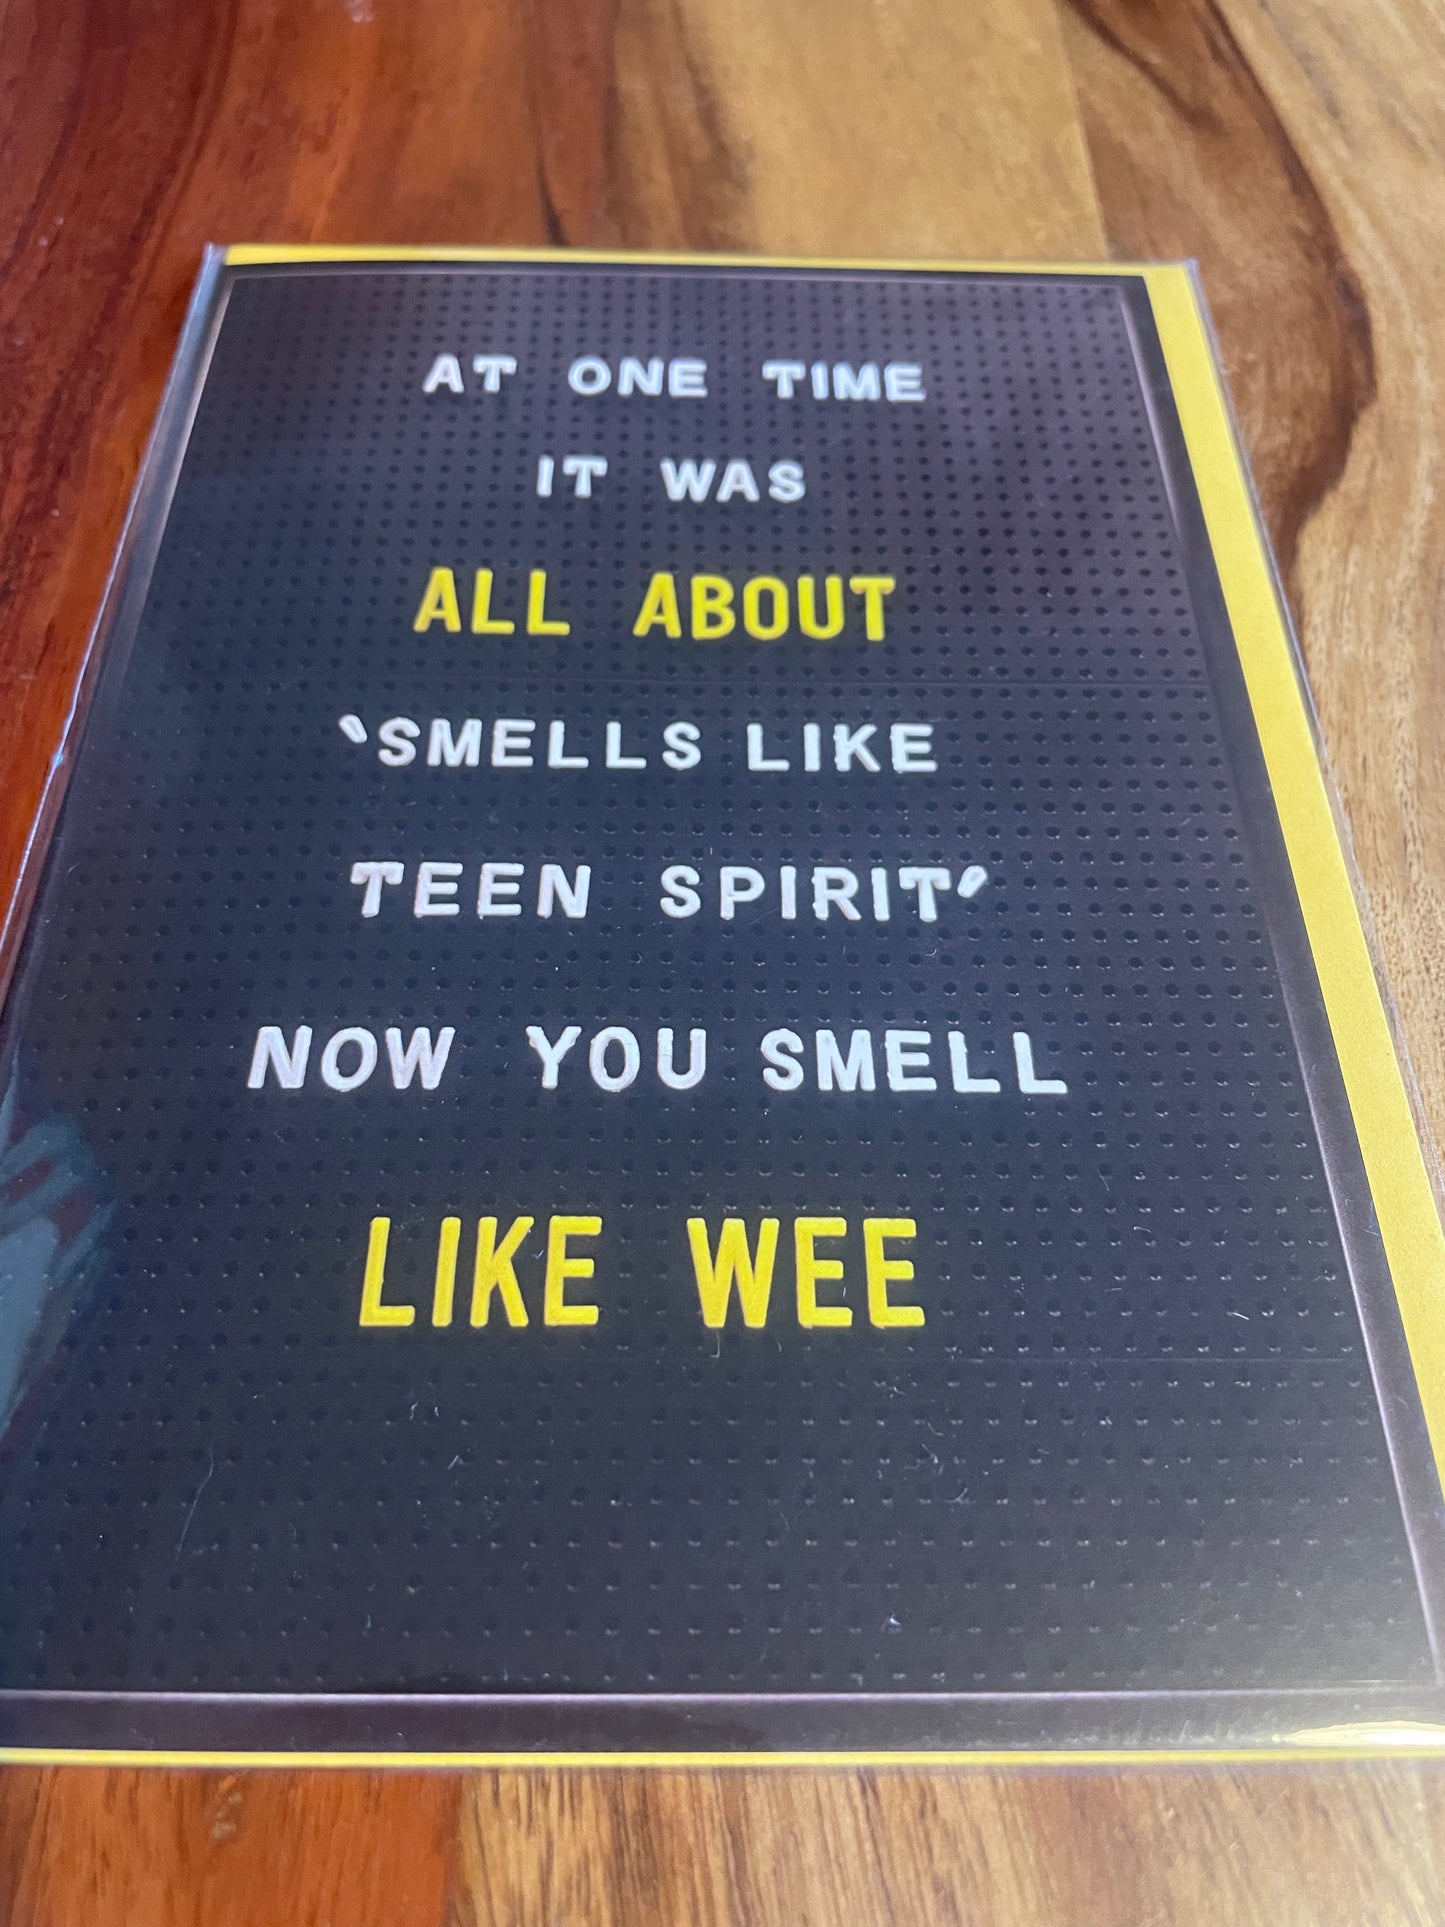 AT ONE TIME
IT WAS
ALL ABOUT
‘SMELLS LIKE
TEEN SPIRIT’
NOW YOU SMELL
LIKE WEE